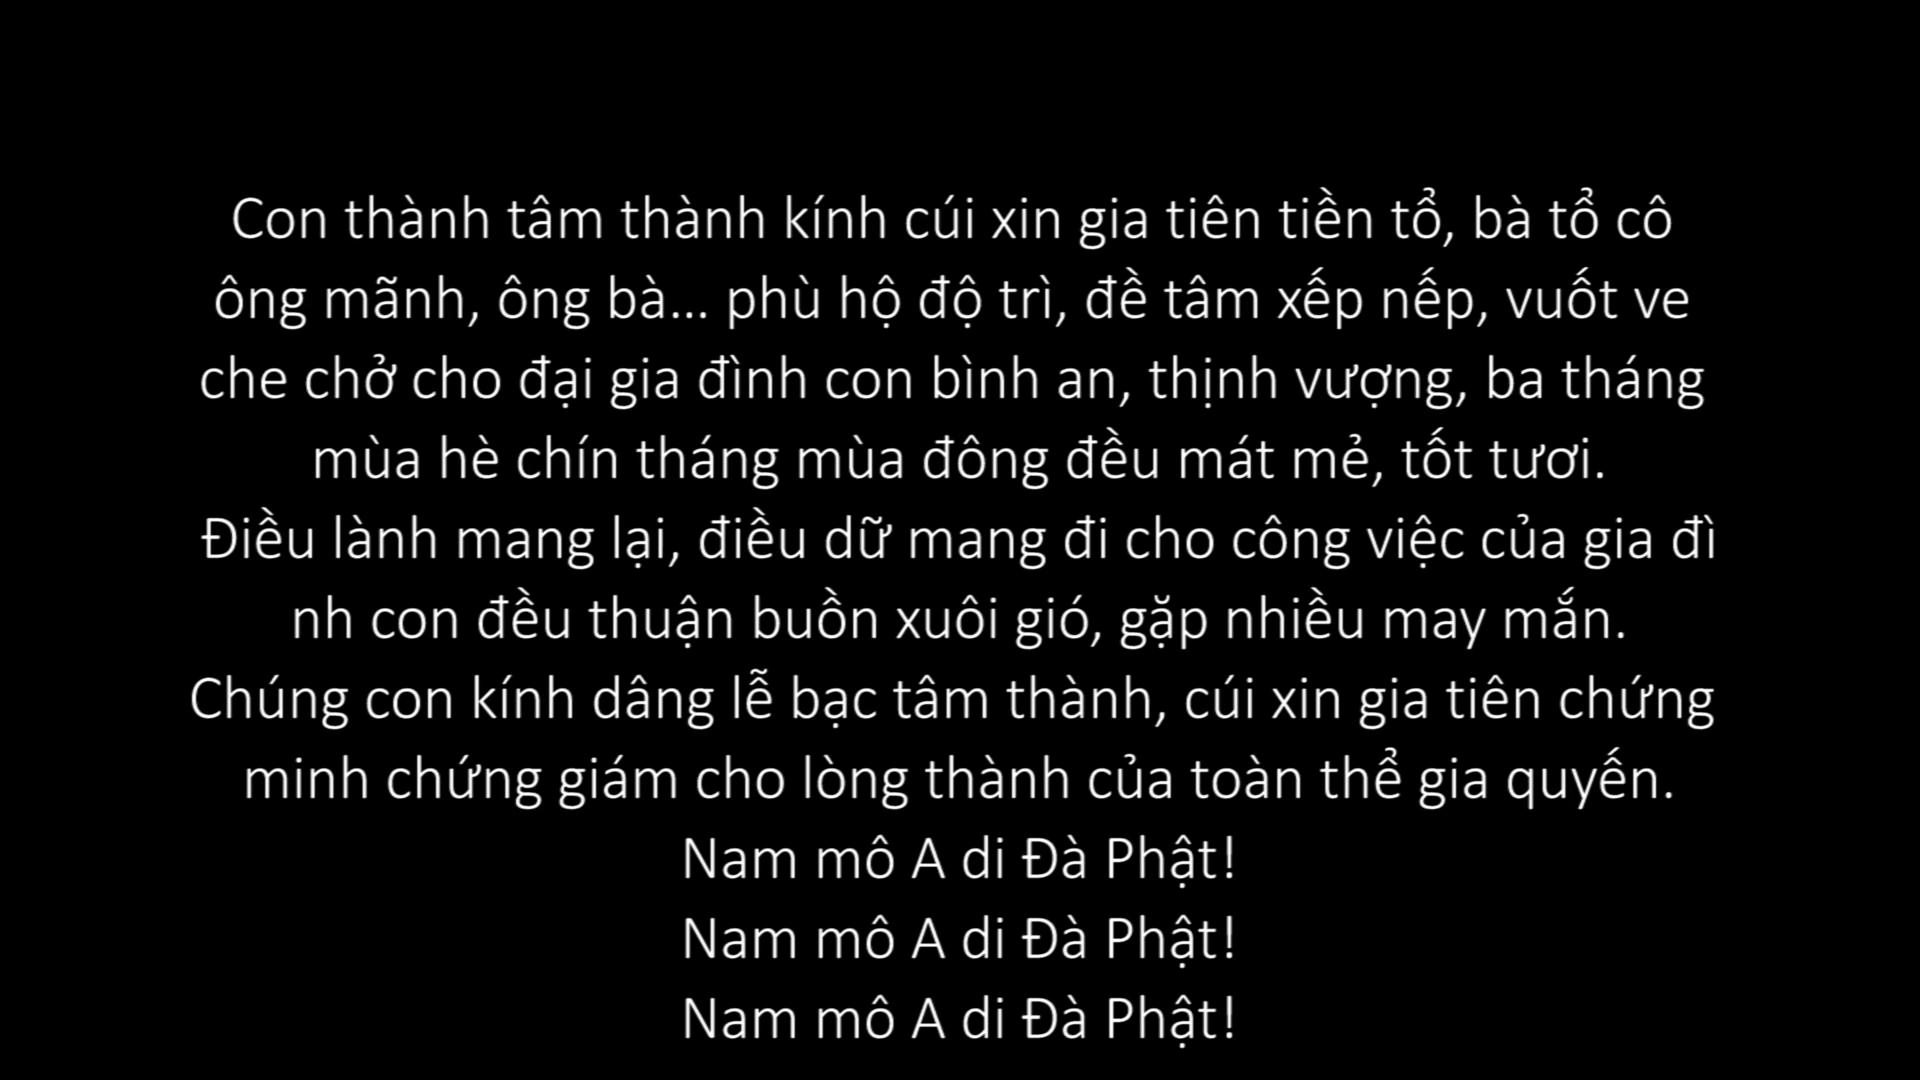 Con thành tâm thành kính cúi xin gia tiên tiền tổ, bà tổ cô
ông mãnh, ông bà... phù hộ độ trì, đề tâm xếp nếp, vuốt ve
che chở cho đại gia đình con bình an, thịnh vượng, ba tháng
mùa hè chín tháng mùa đông đều mát mẻ, tốt tươi.
Điều lành mang lại, điều dữ mang đi cho công việc của gia đì
nh con đều thuận buồn xuôi gió, gặp nhiều may mắn.
Chúng con kính dâng lễ bạc tâm thành, cúi xin gia tiên chứng
minh chứng giám cho lòng thành của toàn thể gia quyến.
Nam mô A di Đà Phật!
Nam mô A di Đà Phật!
Nam mô A di Đà Phật!